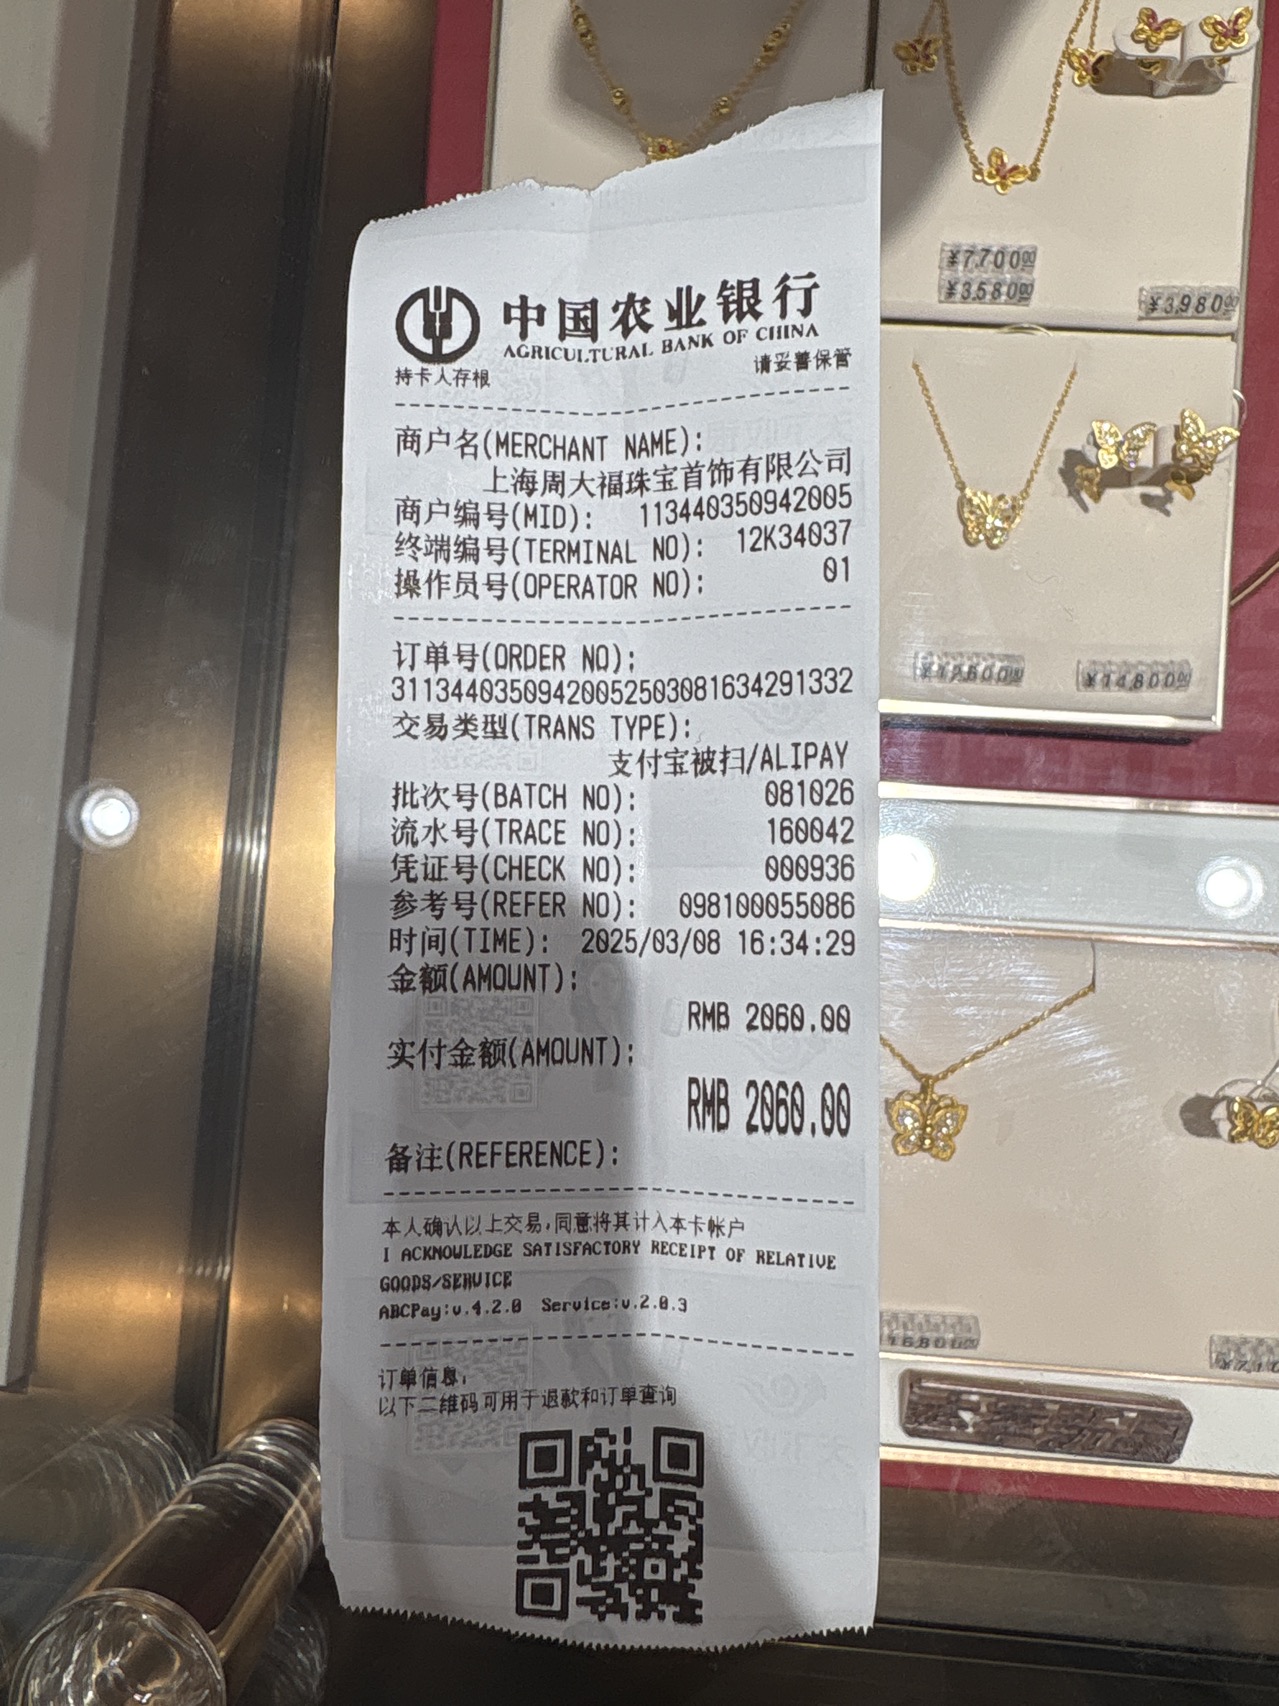 中国农业银行
AGRICULTURAL BANK OF CHINA
持卡人存根
请妥善保管
商户名(MERCHANT NAME):
上海周大福珠宝首饰有限公司
商户编号(MID): 113440350942005
终端编号(TERMINAL NO): 12K34037
操作员号(OPERATOR NO): 01
订单号(ORDER NO):
31134403509420052503081634291332
交易类型(TRANS TYPE):
支付宝被扫/ALIPAY
批次号(BATCH NO): 081026
流水号(TRACE NO): 160042
凭证号(CHECK NO): 000936
参考号(REFER NO): 098100055086
时间(TIME): 2025/03/08 16:34:29
金额(AMOUNT):
RMB 2060.00
实付金额(AMOUNT):
RMB 2060.00
备注(REFERENCE):
本人确认以上交易,同意将其计入本卡帐户
I ACKNOWLEDGE SATISFACTORY RECEIPT OF RELATIVE
GOODS/SERVICE
ABCPay:v.4.2.0 Service:v.2.0.3
订单信息:
以下二维码可用于退款和订单查询
¥7,700.00
¥3,580.00
¥3,980.00
¥14,800.00